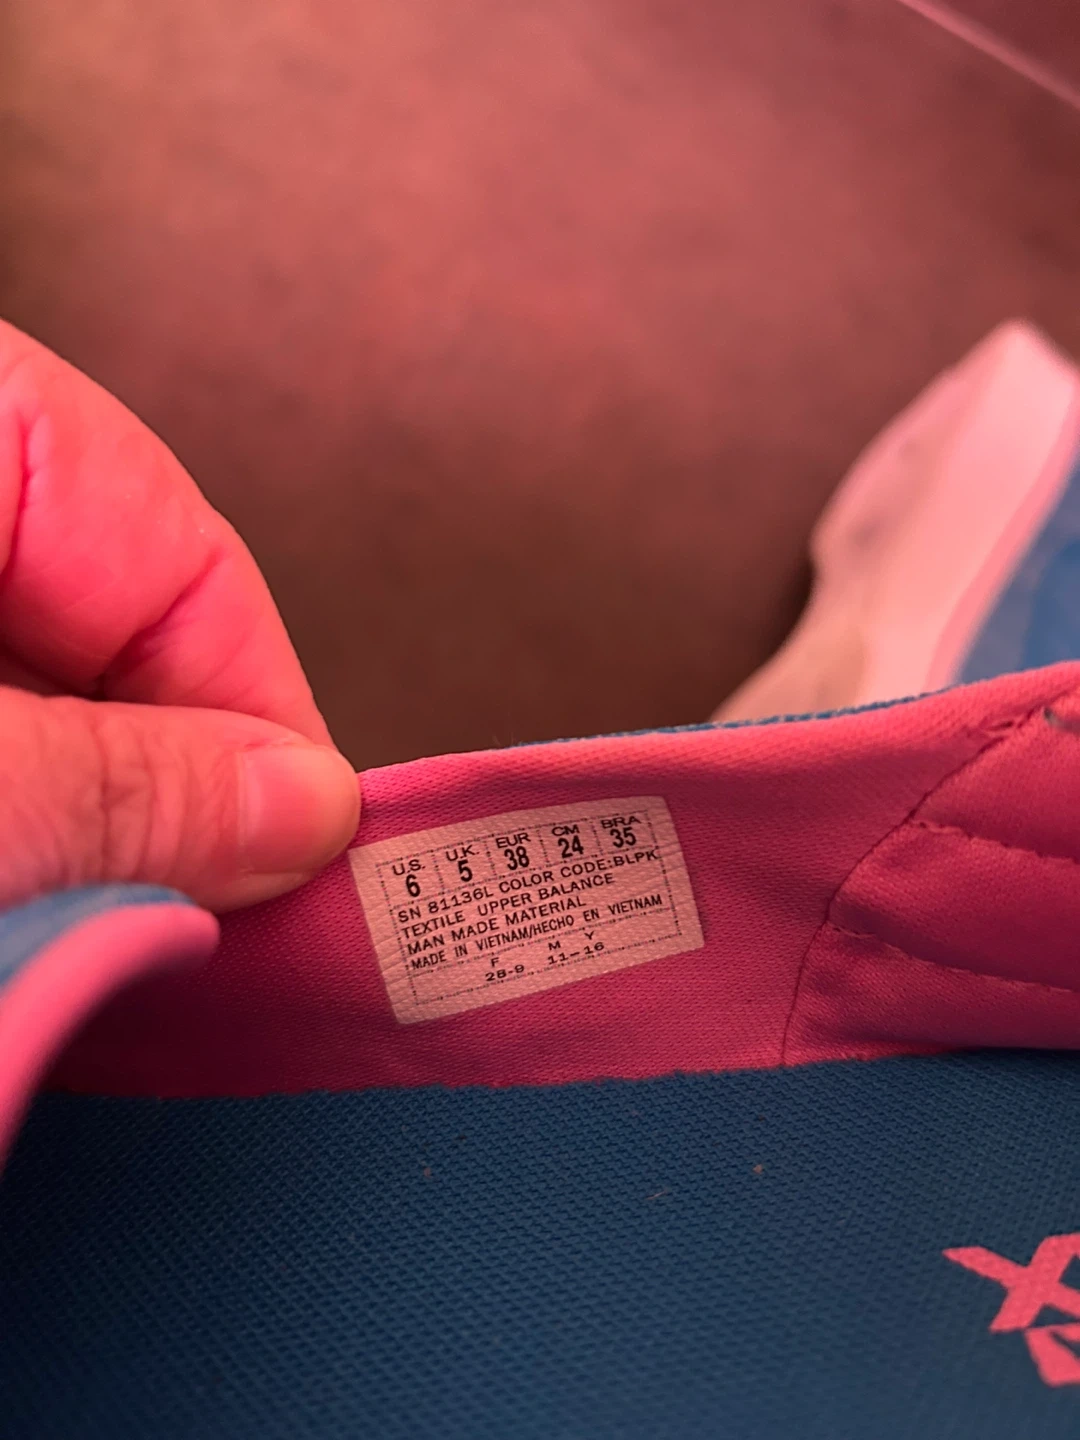 U.S. U.K. EUR CM BRA
6 5 38 24 35
SN 81136L COLOR CODE:BLPK
TEXTILE UPPER BALANCE
MAN MADE MATERIAL
MADE IN VIETNAM/HECHO EN VIETNAM
F M Y
28-9 11-16